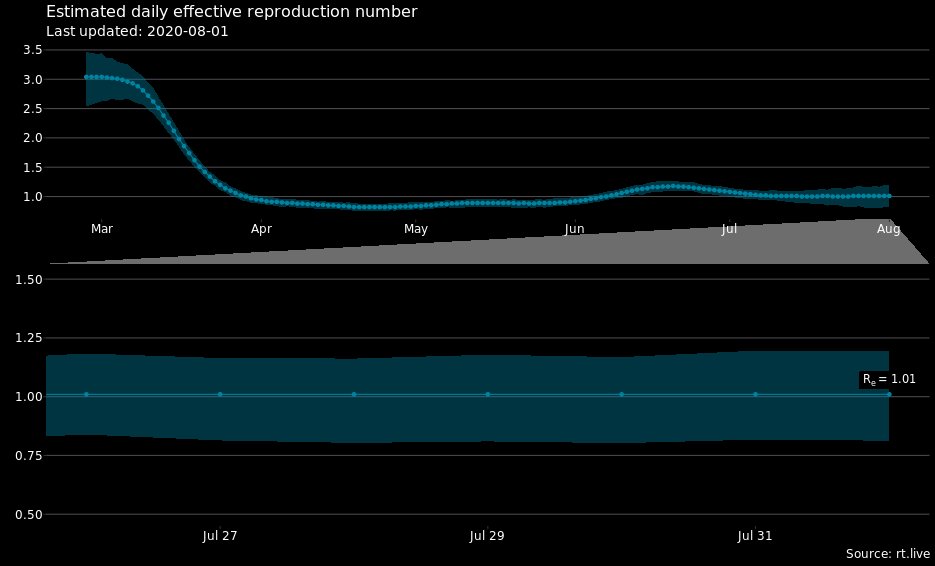 Estimated daily effective reproduction number
Last updated: 2020-08-01
3.5
3.0
2.5
2.0
1.5
1.0
Mar Apr May Jun Jul Aug
1.50
1.25
1.00
0.75
0.50
Re = 1.01
Jul 27 Jul 29 Jul 31
Source: rt.live